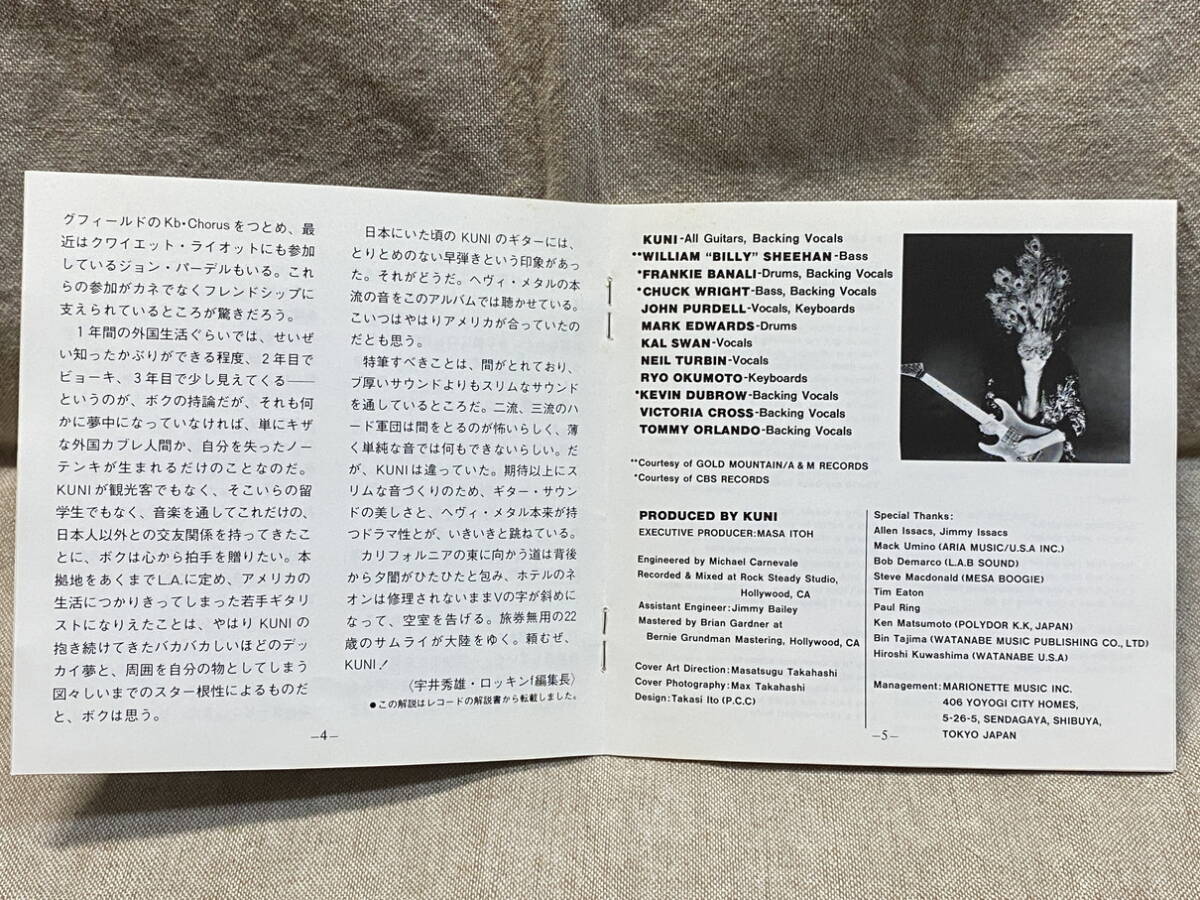 グフィールドのKb•Chorusをつとめ、最
近はクワイエット・ライオットにも参加
しているジョン・パーデルもいる。これ
らの参加がカネでなくフレンドシップに
支えられているところが驚きだろう。
1年間の外国生活ぐらいでは、せいぜ
い知ったかぶりができる程度、2年目で
ビョーキ、3年目で少し見えてくる——
というのが、ボクの持論だが、それも何
かに夢中になっていなければ、単にキザ
な外国カブレ人間か、自分を失ったノー
テンキが生まれるだけのことなのだ。
KUNIが観光客でもなく、そこいらの留
学生でもなく、音楽を通してこれだけの、
日本人以外との交友関係を持ってきたこ
とに、ボクは心から拍手を贈りたい。本
拠地をあくまでL.A.に定め、アメリカの
生活につかりきってしまった若手ギタリ
ストになりえたことは、やはりKUNIの
抱き続けてきたバカバカしいほどのデッ
カイ夢と、周囲を自分の物としてしまう
図々しいまでのスター根性によるものだ
と、ボクは思う。
—4—
日本にいた頃のKUNIのギターには、
とりとめのない早弾きという印象があっ
た。それがどうだ。ヘヴィ・メタルの本
流の音をこのアルバムでは聴かせている。
こいつはやはりアメリカが合っていたの
だとも思う。
特筆すべきことは、間がとれており、
ブ厚いサウンドよりもスリムなサウンド
を通しているところだ。二流、三流のハ
ード軍団は間をとるのが怖いらしく、薄
く単純な音では何もできないらしい。だ
が、KUNIは違っていた。期待以上にス
リムな音づくりのため、ギター・サウン
ドの美しさと、ヘヴィ・メタル本来が持
つドラマ性とが、いきいきと跳ねている。
カリフォルニアの東に向かう道は背後
から夕闇がひたひたと包み、ホテルのネ
オンは修理されないままVの字が斜めに
なって、空室を告げる。旅券無用の22
歳のサムライが大陸をゆく。頼むぜ、
KUNI!
〈宇井秀雄・ロッキンf編集長〉
●この解説はレコードの解説書から転載しました。
KUNI-All Guitars, Backing Vocals
**WILLIAM "BILLY" SHEEHAN-Bass
*FRANKIE BANALI-Drums, Backing Vocals
*CHUCK WRIGHT-Bass, Backing Vocals
JOHN PURDELL-Vocals, Keyboards
MARK EDWARDS-Drums
KAL SWAN-Vocals
NEIL TURBIN-Vocals
RYO OKUMOTO-Keyboards
*KEVIN DUBROW-Backing Vocals
VICTORIA CROSS-Backing Vocals
TOMMY ORLANDO-Backing Vocals
**Courtesy of GOLD MOUNTAIN/A & M RECORDS
*Courtesy of CBS RECORDS
PRODUCED BY KUNI
EXECUTIVE PRODUCER:MASA ITOH
Engineered by Michael Carnevale
Recorded & Mixed at Rock Steady Studio,
Hollywood, CA
Assistant Engineer:Jimmy Bailey
Mastered by Brian Gardner at
Bernie Grundman Mastering, Hollywood, CA
Cover Art Direction:Masatsugu Takahashi
Cover Photography:Max Takahashi
Design:Takasi Ito (P.C.C)
Special Thanks:
Allen Issacs, Jimmy Issacs
Mack Umino (ARIA MUSIC/U.S.A INC.)
Bob Demarco (L.A.B SOUND)
Steve Macdonald (MESA BOOGIE)
Tim Eaton
Paul Ring
Ken Matsumoto (POLYDOR K.K, JAPAN)
Bin Tajima (WATANABE MUSIC PUBLISHING CO., LTD)
Hiroshi Kuwashima (WATANABE U.S.A)
Management:MARIONETTE MUSIC INC.
406 YOYOGI CITY HOMES,
5-26-5, SENDAGAYA, SHIBUYA,
TOKYO JAPAN
—5—